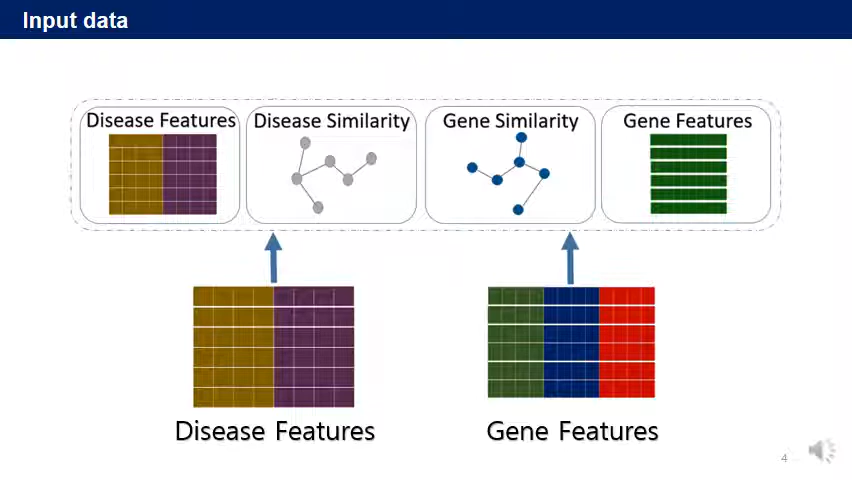 Input data
Disease Features
Disease Similarity
Gene Similarity
Gene Features
Disease Features
Gene Features
4